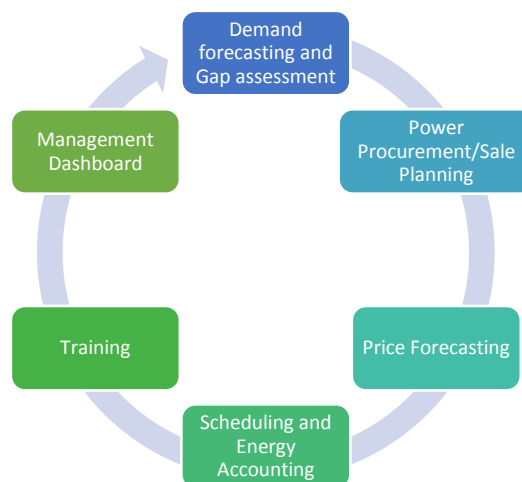 Demand
forecasting and
Gap assessment
Power
Procurement/Sale
Planning
Price Forecasting
Scheduling and
Energy
Accounting
Training
Management
Dashboard